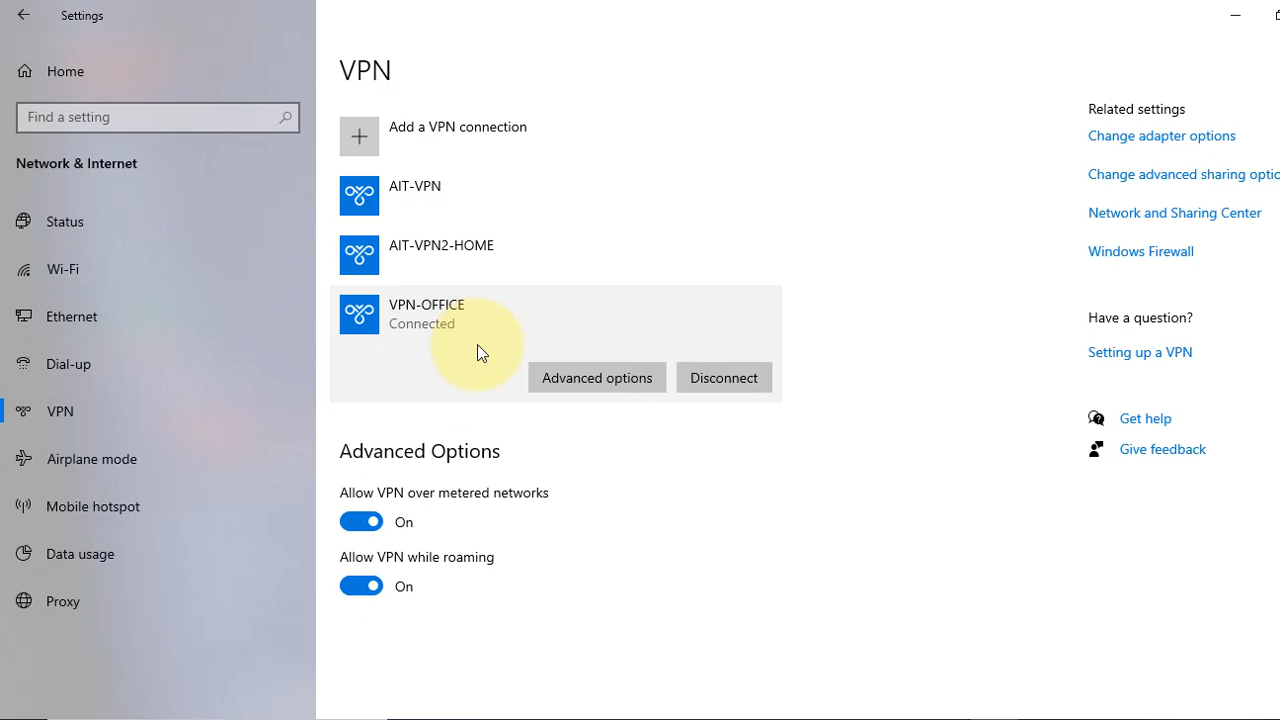 Settings
Home
Find a setting
Network & Internet
Status
Wi-Fi
Ethernet
Dial-up
VPN
Airplane mode
Mobile hotspot
Data usage
Proxy
VPN
Add a VPN connection
AIT-VPN
AIT-VPN2-HOME
VPN-OFFICE
Connected
Advanced options Disconnect
Advanced Options
Allow VPN over metered networks
On
Allow VPN while roaming
On
Related settings
Change adapter options
Change advanced sharing
Network and Sharing Center
Windows Firewall
Have a question?
Setting up a VPN
Get help
Give feedback